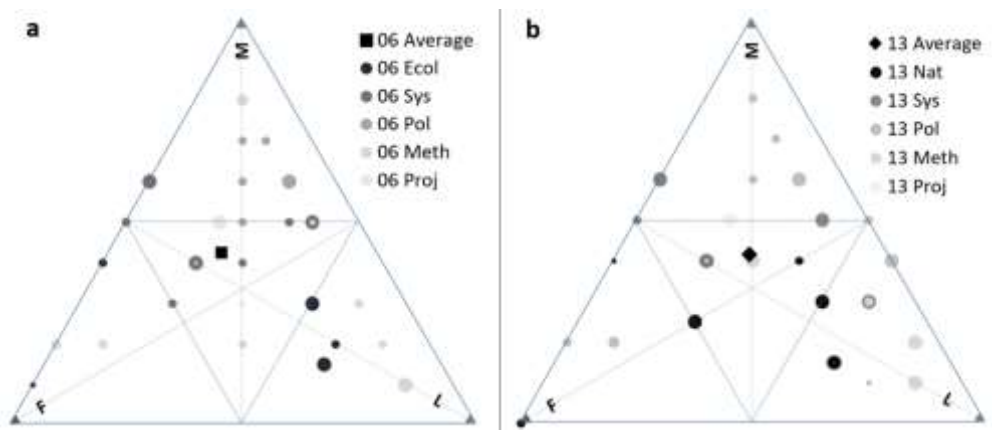 a
M
06 Average
06 Ecol
06 Sys
06 Pol
06 Meth
06 Proj
F
L
b
M
13 Average
13 Nat
13 Sys
13 Pol
13 Meth
13 Proj
F
L